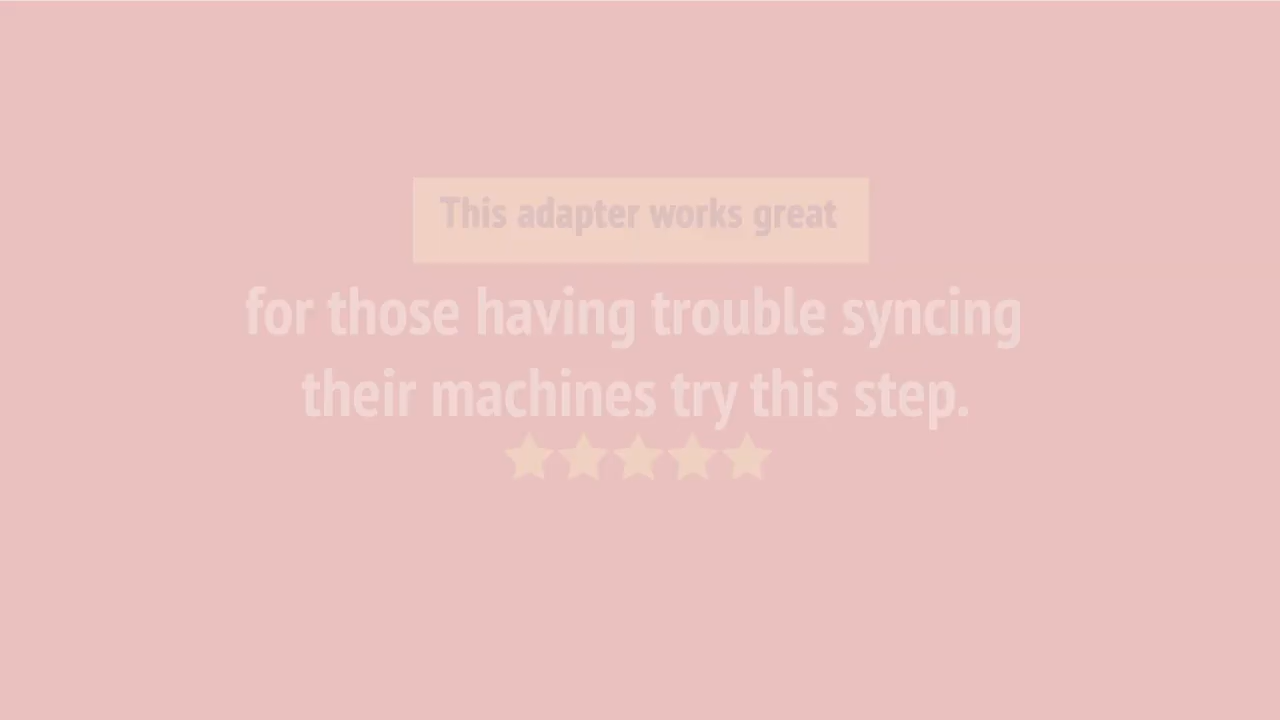 This adapter works great
for those having trouble syncing
their machines try this step.